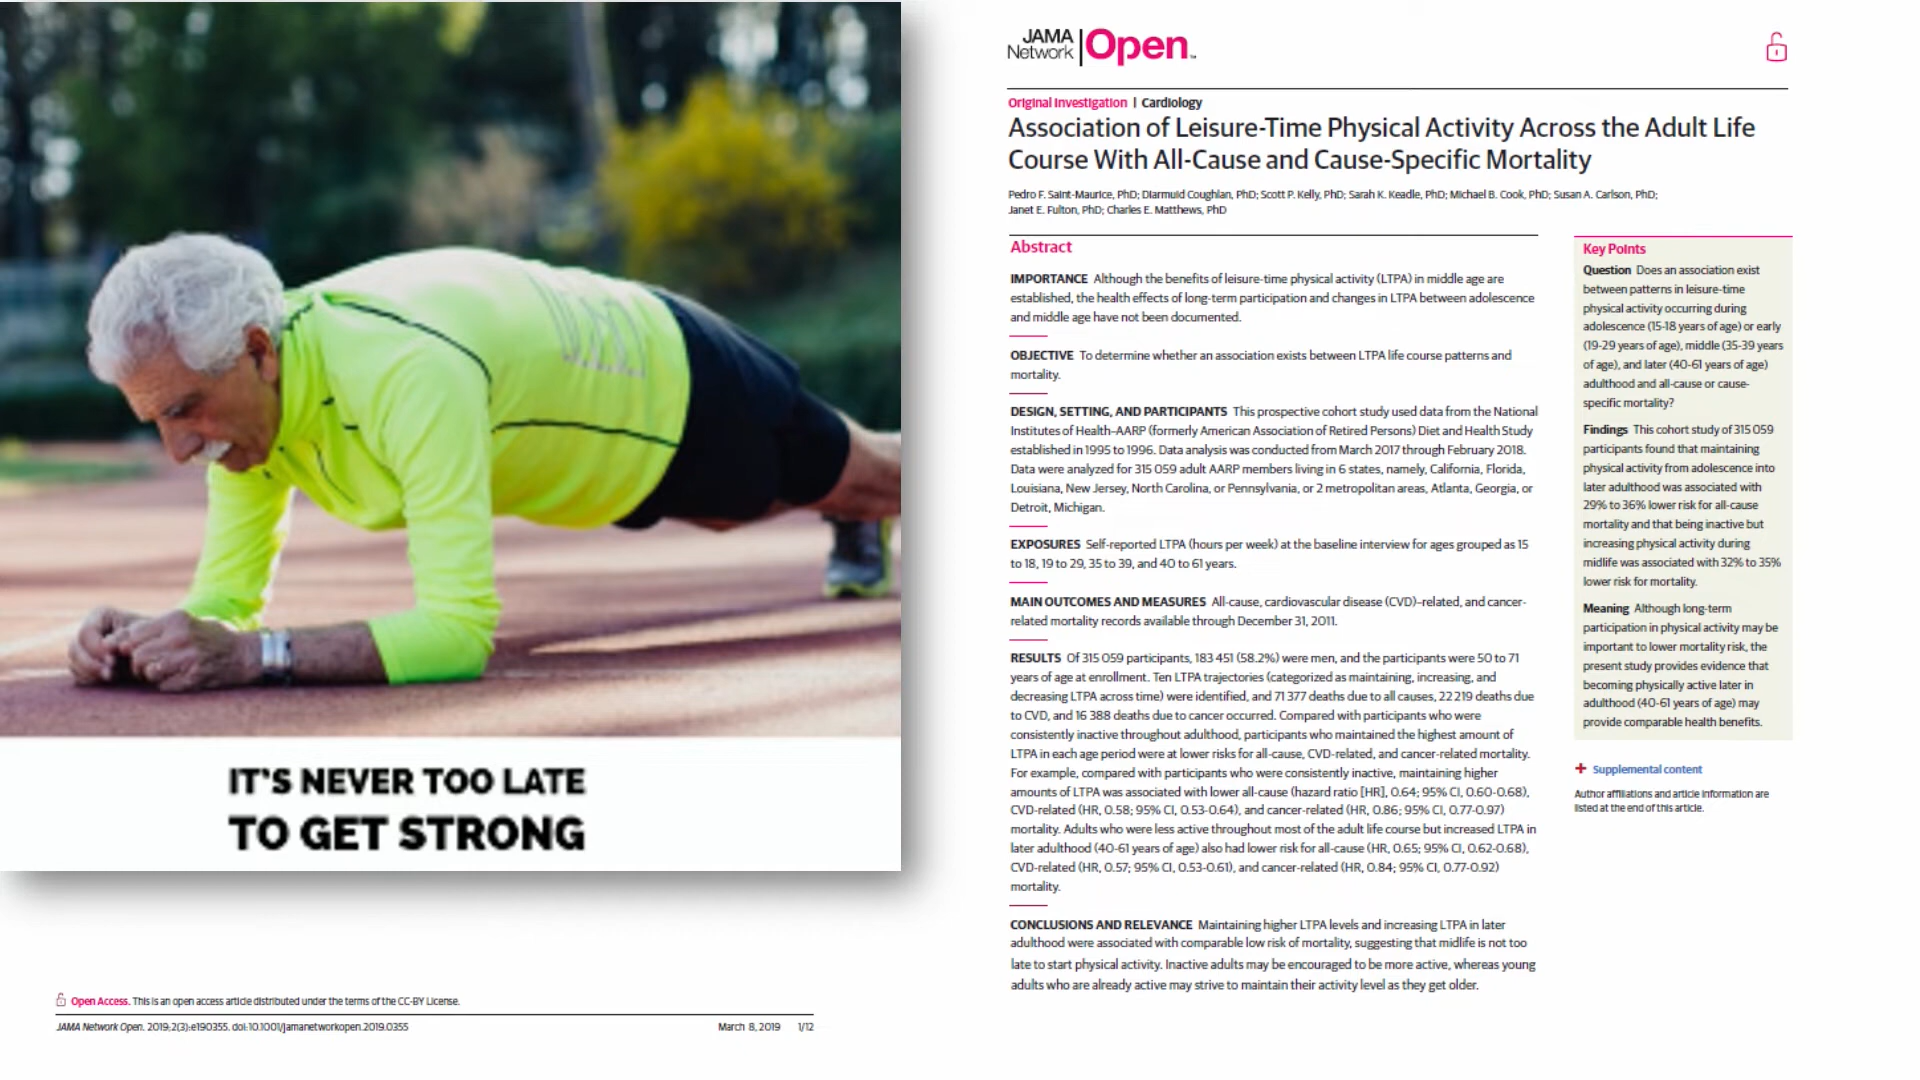 IT'S NEVER TOO LATE
TO GET STRONG
Open Access. This is an open access article distributed under the terms of the CC-BY License.
JAMA Network Open. 2019;2(3):e190355. doi:10.1001/jamanetworkopen.2019.0355
March 8, 2019 1/12
JAMA
Network
Open™
Original Investigation | Cardiology
Association of Leisure-Time Physical Activity Across the Adult Life
Course With All-Cause and Cause-Specific Mortality
Pedro F. Saint-Maurice, PhD; Diarmuid Coughlan, PhD; Scott P. Kelly, PhD; Sarah K. Keadle, PhD; Michael B. Cook, PhD; Susan A. Carlson, PhD;
Janet E. Fulton, PhD; Charles E. Matthews, PhD
Abstract
IMPORTANCE Although the benefits of leisure-time physical activity (LTPA) in middle age are
established, the health effects of long-term participation and changes in LTPA between adolescence
and middle age have not been documented.
OBJECTIVE To determine whether an association exists between LTPA life course patterns and
mortality.
DESIGN, SETTING, AND PARTICIPANTS This prospective cohort study used data from the National
Institutes of Health–AARP (formerly American Association of Retired Persons) Diet and Health Study
established in 1995 to 1996. Data analysis was conducted from March 2017 through February 2018.
Data were analyzed for 315 059 adult AARP members living in 6 states, namely, California, Florida,
Louisiana, New Jersey, North Carolina, or Pennsylvania, or 2 metropolitan areas, Atlanta, Georgia, or
Detroit, Michigan.
EXPOSURES Self-reported LTPA (hours per week) at the baseline interview for ages grouped as 15
to 18, 19 to 29, 35 to 39, and 40 to 61 years.
MAIN OUTCOMES AND MEASURES All-cause, cardiovascular disease (CVD)–related, and cancer-
related mortality records available through December 31, 2011.
RESULTS Of 315 059 participants, 183 451 (58.2%) were men, and the participants were 50 to 71
years of age at enrollment. Ten LTPA trajectories (categorized as maintaining, increasing, and
decreasing LTPA across time) were identified, and 71 377 deaths due to all causes, 22 219 deaths due
to CVD, and 16 388 deaths due to cancer occurred. Compared with participants who were
consistently inactive throughout adulthood, participants who maintained the highest amount of
LTPA in each age period were at lower risks for all-cause, CVD-related, and cancer-related mortality.
For example, compared with participants who were consistently inactive, maintaining higher
amounts of LTPA was associated with lower all-cause (hazard ratio [HR], 0.64; 95% CI, 0.60-0.68),
CVD-related (HR, 0.58; 95% CI, 0.53-0.64), and cancer-related (HR, 0.86; 95% CI, 0.77-0.97)
mortality. Adults who were less active throughout most of the adult life course but increased LTPA in
later adulthood (40-61 years of age) also had lower risk for all-cause (HR, 0.65; 95% CI, 0.62-0.68),
CVD-related (HR, 0.57; 95% CI, 0.53-0.61), and cancer-related (HR, 0.84; 95% CI, 0.77-0.92)
mortality.
CONCLUSIONS AND RELEVANCE Maintaining higher LTPA levels and increasing LTPA in later
adulthood were associated with comparable low risk of mortality, suggesting that midlife is not too
late to start physical activity. Inactive adults may be encouraged to be more active, whereas young
adults who are already active may strive to maintain their activity level as they get older.
Key Points
Question Does an association exist
between patterns in leisure-time
physical activity occurring during
adolescence (15-18 years of age) or early
(19-29 years of age), middle (35-39 years
of age), and later (40-61 years of age)
adulthood and all-cause or cause-
specific mortality?
Findings This cohort study of 315 059
participants found that maintaining
physical activity from adolescence into
later adulthood was associated with
29% to 36% lower risk for all-cause
mortality and that being inactive but
increasing physical activity during
midlife was associated with 32% to 35%
lower risk for mortality.
Meaning Although long-term
participation in physical activity may be
important to lower mortality risk, the
present study provides evidence that
becoming physically active later in
adulthood (40-61 years of age) may
provide comparable health benefits.
+ Supplemental content
Author affiliations and article information are
listed at the end of this article.